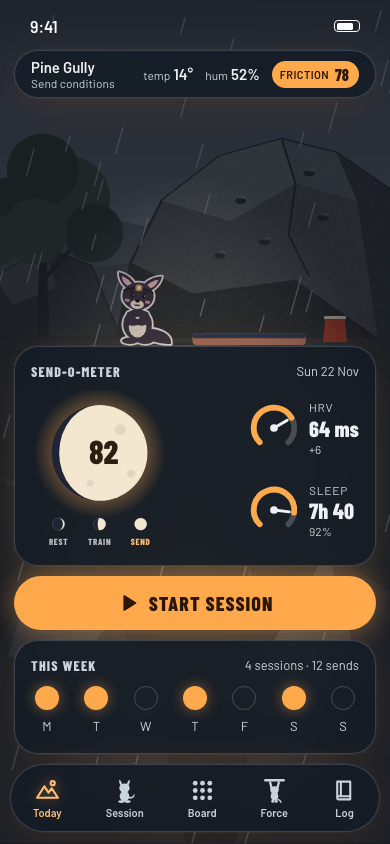 9:41
Pine Gully
Send conditions
temp 14°  hum 52%
FRICTION 78
SEND-O-METER
Sun 22 Nov
82
REST TRAIN SEND
HRV
64 ms
+6
SLEEP
7h 40
92%
START SESSION
THIS WEEK
4 sessions · 12 sends
M T W T F S S
Today Session Board Force Log